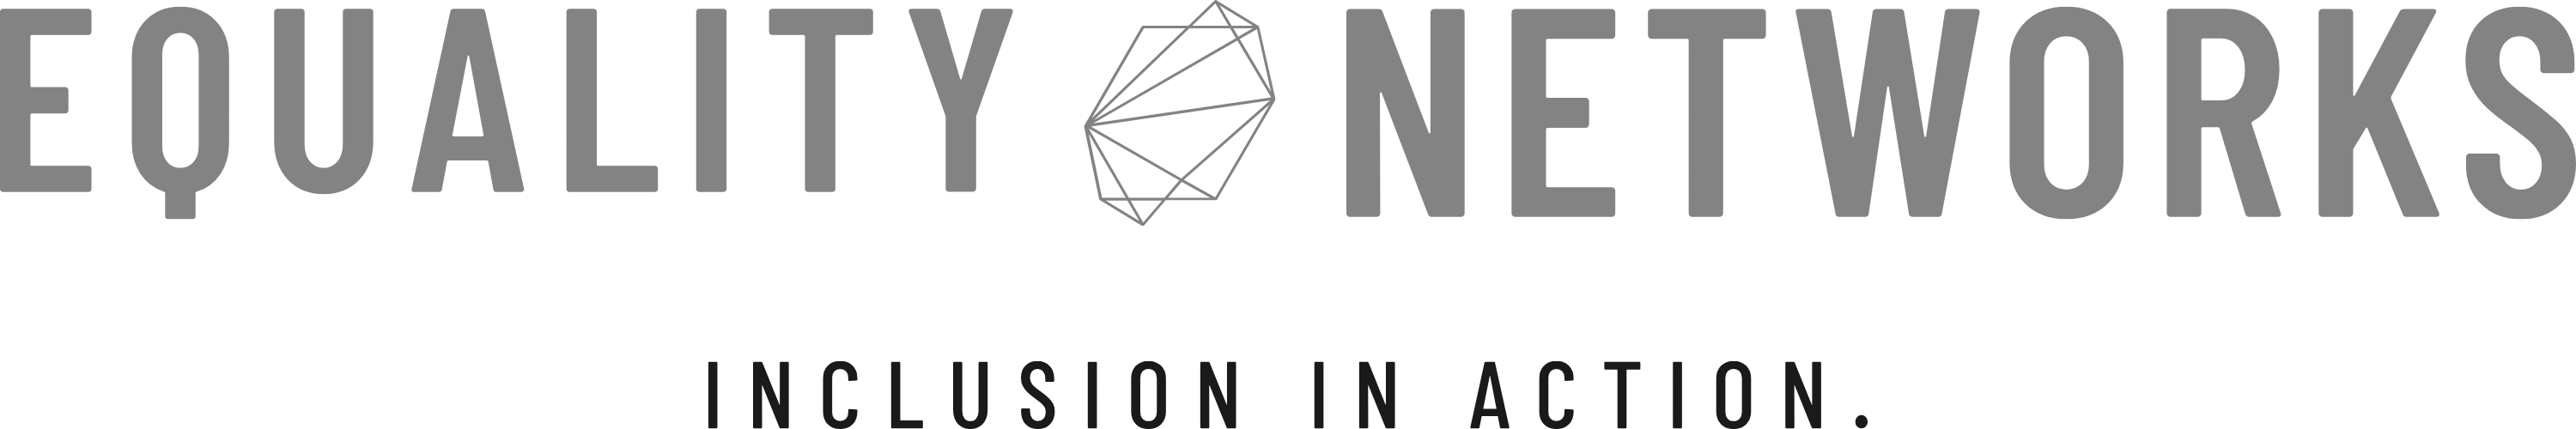 EQUALITY NETWORKS
INCLUSION IN ACTION.